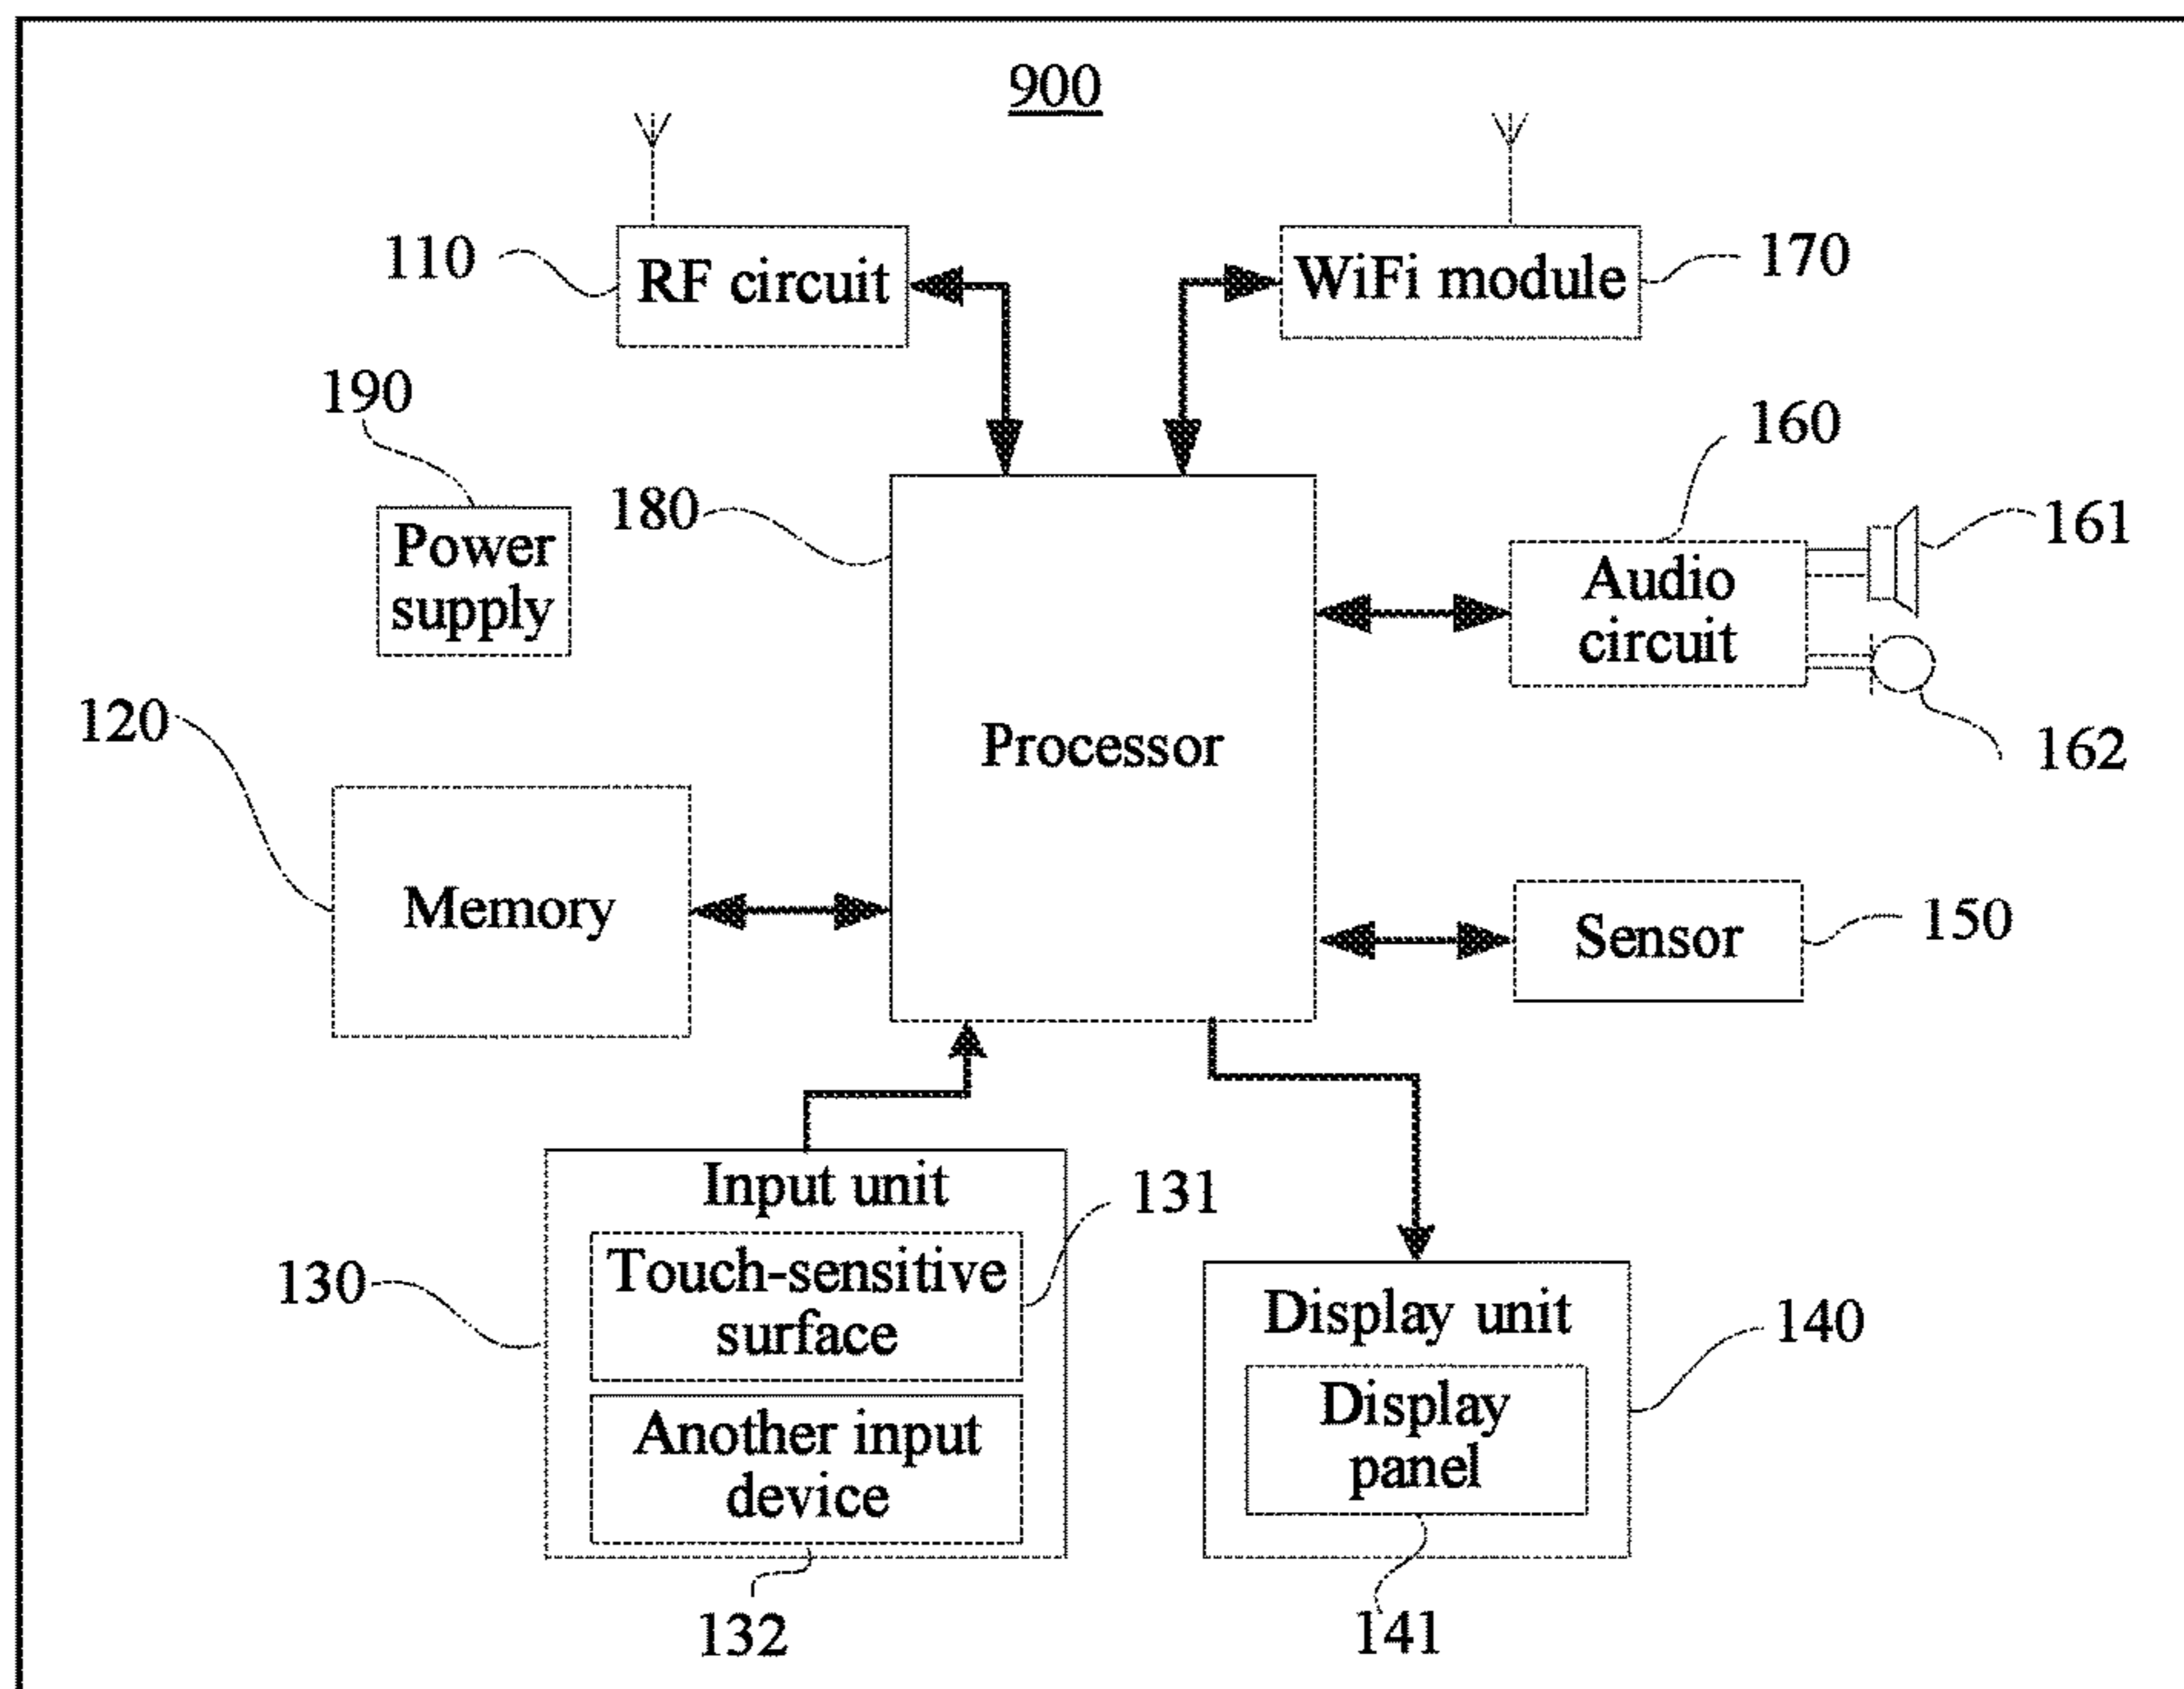 900
110
RF circuit
WiFi module
170
190
160
180
161
Power
supply
Audio
circuit
120
Processor
162
Memory
Sensor
150
Input unit
131
130
Touch-sensitive
surface
Display unit
140
Another input
device
Display
panel
132
141